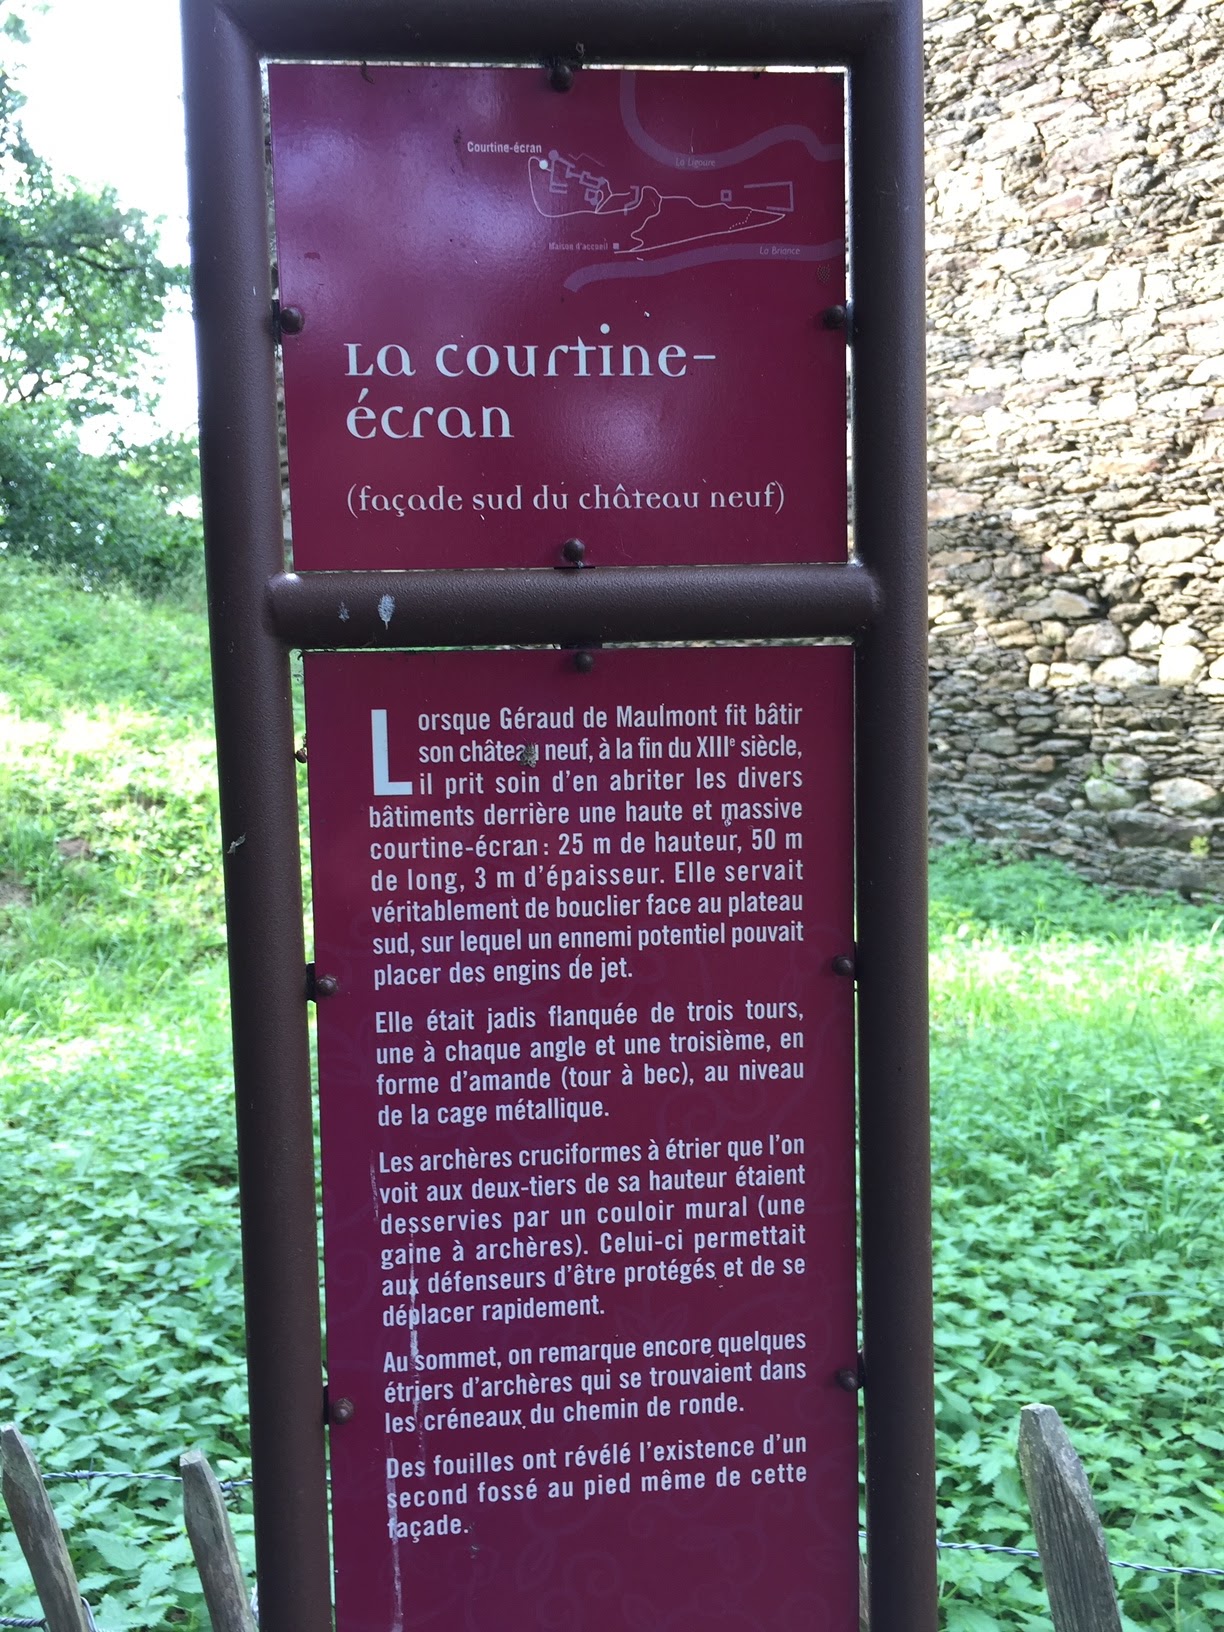 Courtine-écran
La Ligoure
Maison d'accueil
La Briance
La courtine-
écran
(façade sud du château neuf)
Lorsque Géraud de Maulmont fit bâtir
son château neuf, à la fin du XIIIe siècle,
il prit soin d'en abriter les divers
bâtiments derrière une haute et massive
courtine-écran : 25 m de hauteur, 50 m
de long, 3 m d'épaisseur. Elle servait
véritablement de bouclier face au plateau
sud, sur lequel un ennemi potentiel pouvait
placer des engins de jet.
Elle était jadis flanquée de trois tours,
une à chaque angle et une troisième, en
forme d'amande (tour à bec), au niveau
de la cage métallique.
Les archères cruciformes à étrier que l'on
voit aux deux-tiers de sa hauteur étaient
desservies par un couloir mural (une
gaine à archères). Celui-ci permettait
aux défenseurs d'être protégés et de se
déplacer rapidement.
Au sommet, on remarque encore quelques
étriers d'archères qui se trouvaient dans
les créneaux du chemin de ronde.
Des fouilles ont révélé l'existence d'un
second fossé au pied même de cette
façade.